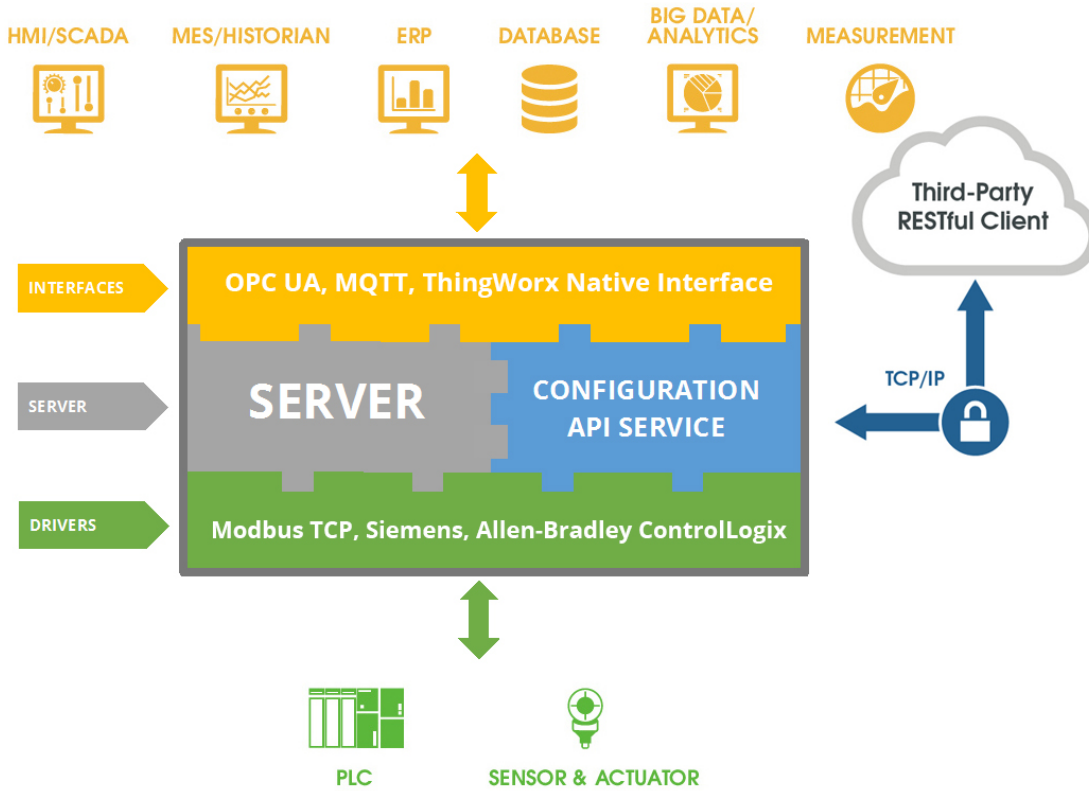 HMI/SCADA
MES/HISTORIAN
ERP
DATABASE
BIG DATA/
ANALYTICS
MEASUREMENT
Third-Party
RESTful Client
INTERFACES
OPC UA, MQTT, ThingWorx Native Interface
SERVER
SERVER
CONFIGURATION
API SERVICE
TCP/IP
DRIVERS
Modbus TCP, Siemens, Allen-Bradley ControlLogix
PLC
SENSOR & ACTUATOR